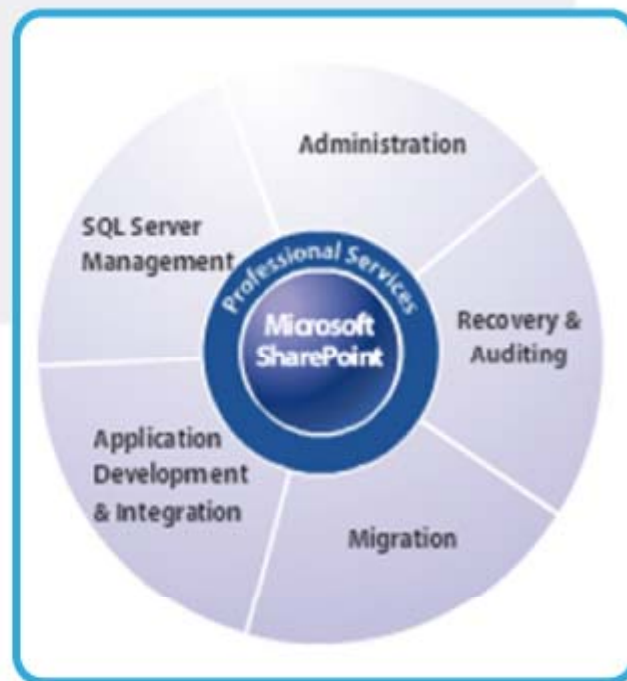 Administration
SQL Server
Management
Professional Services
Microsoft
SharePoint
Recovery &
Auditing
Application
Development
& Integration
Migration